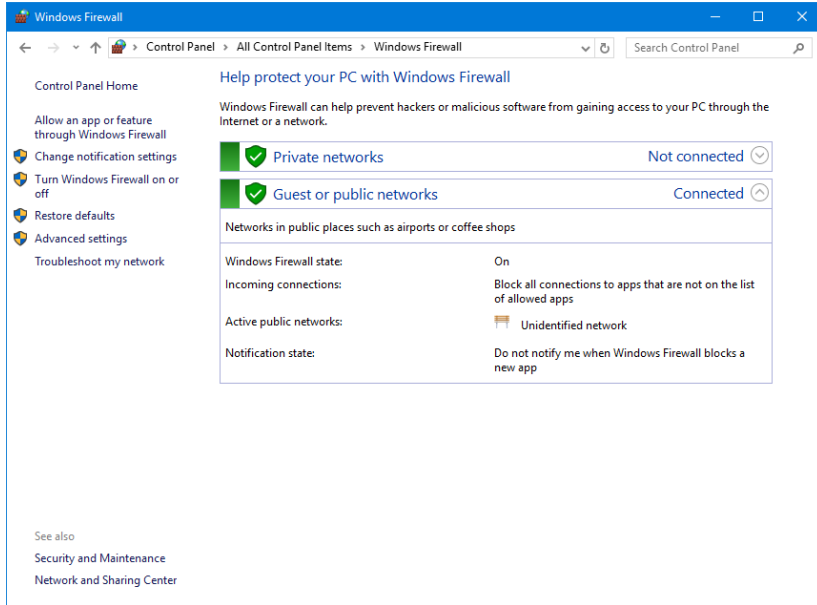 Windows Firewall
Control Panel > All Control Panel Items > Windows Firewall
Search Control Panel
Control Panel Home
Allow an app or feature
through Windows Firewall
Change notification settings
Turn Windows Firewall on or
off
Restore defaults
Advanced settings
Troubleshoot my network
Help protect your PC with Windows Firewall
Windows Firewall can help prevent hackers or malicious software from gaining access to your PC through the
Internet or a network.
Private networks Not connected
Guest or public networks Connected
Networks in public places such as airports or coffee shops
Windows Firewall state: On
Incoming connections: Block all connections to apps that are not on the list
of allowed apps
Active public networks: Unidentified network
Notification state: Do not notify me when Windows Firewall blocks a
new app
See also
Security and Maintenance
Network and Sharing Center